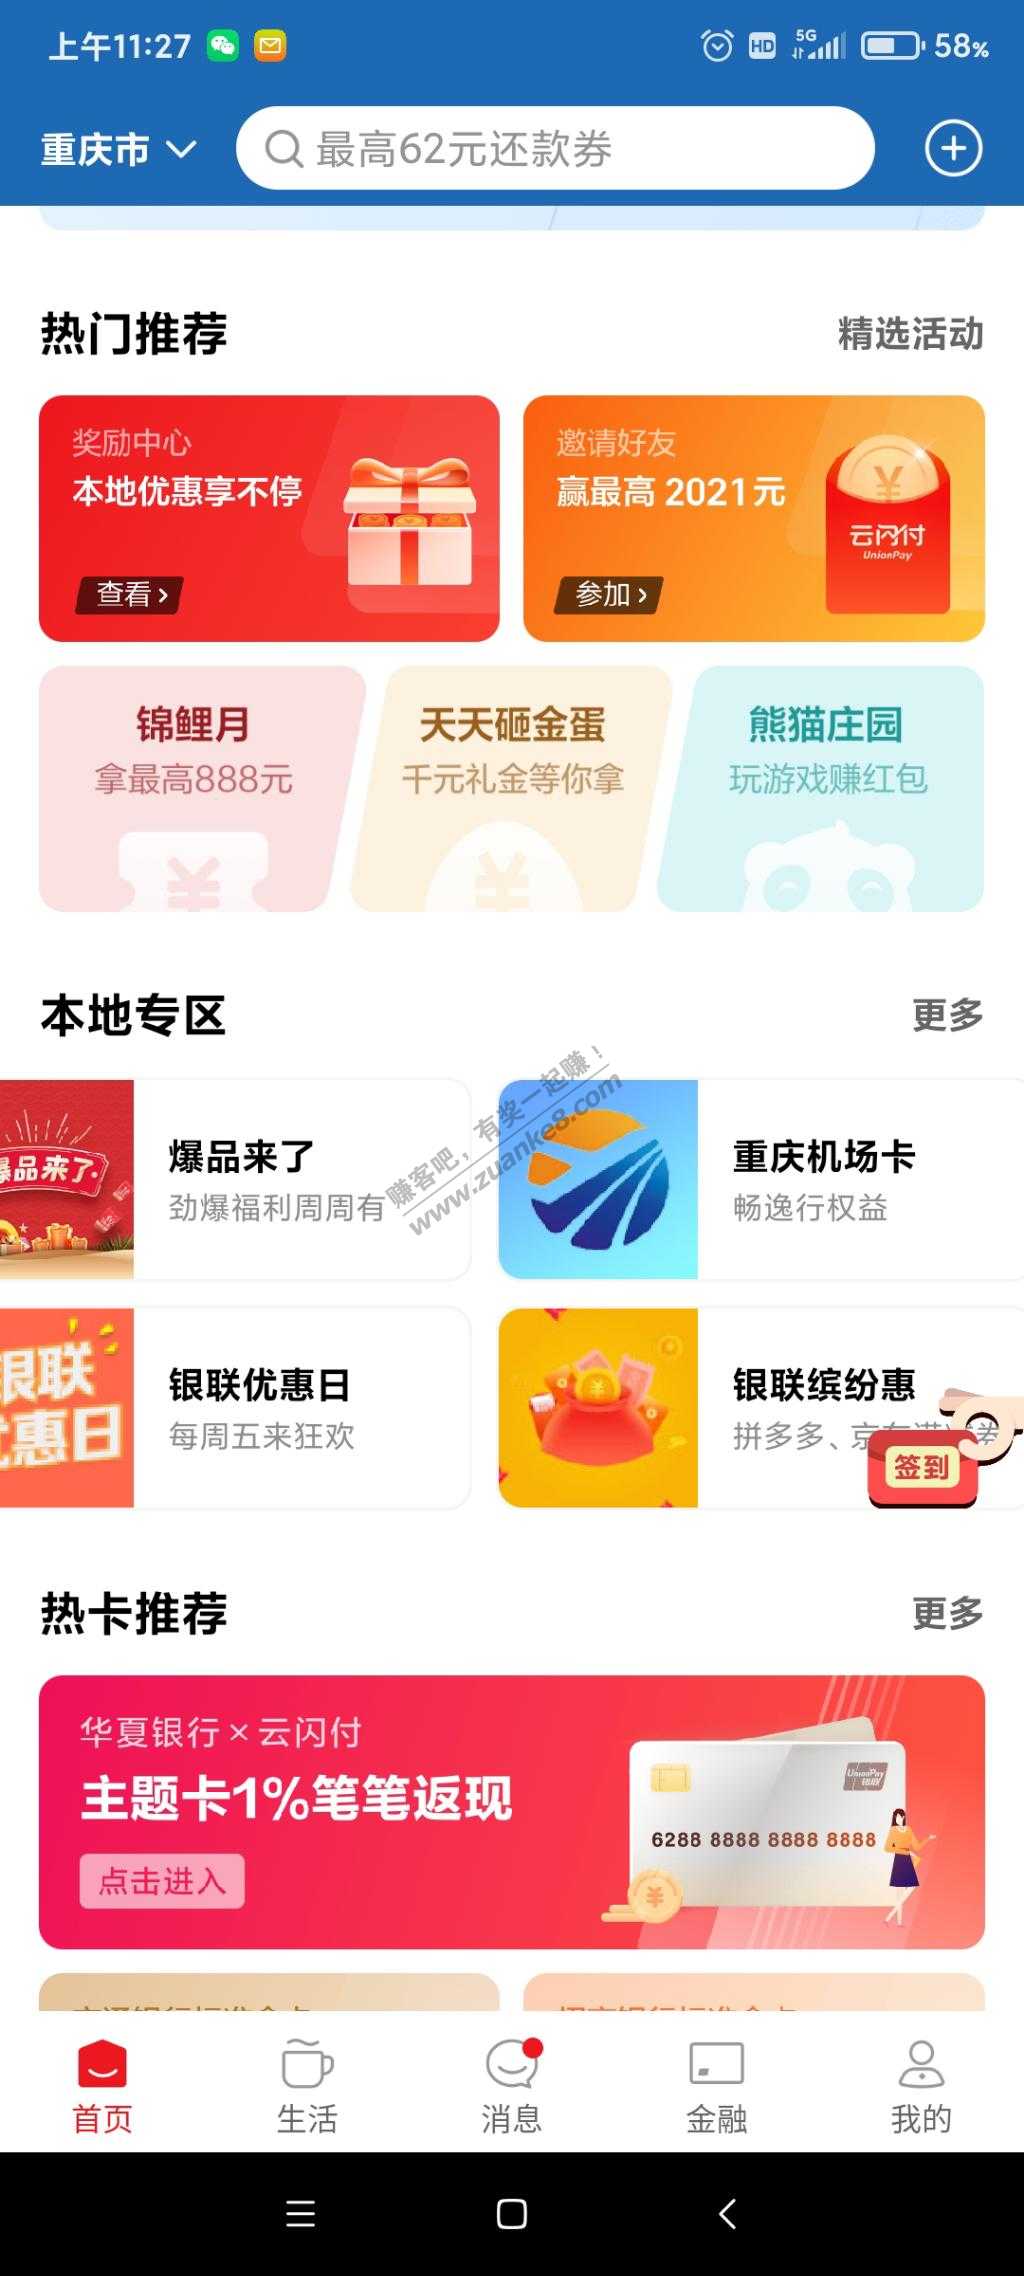 上午11:27
HD 5G 58%
重庆市
最高62元还款券
热门推荐
精选活动
奖励中心
本地优惠享不停
查看
邀请好友
赢最高 2021元
参加
云闪付
UnionPay
锦鲤月
拿最高888元
天天砸金蛋
千元礼金等你拿
熊猫庄园
玩游戏赚红包
本地专区
更多
爆品来了
爆品来了
劲爆福利周周有
重庆机场卡
畅逸行权益
赚客吧，有奖一起赚！
www.zuanke8.com
银联
优惠日
银联优惠日
每周五来狂欢
银联缤纷惠
拼多多、京东满减券
签到
热卡推荐
更多
华夏银行×云闪付
主题卡1%笔笔返现
点击进入
UnionPay
银联
6288 8888 8888 8888
首页
生活
消息
金融
我的